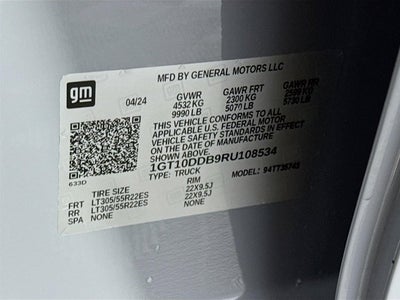 gm
MFD BY GENERAL MOTORS LLC
04/24 GVWR GAWR FRT GAWR RR
4532 KG 2300 KG
9990 LB 5070 LB 5730 LB
THIS VEHICLE CONFORMS TO ALL
APPLICABLE U.S. FEDERAL MOTOR
VEHICLE SAFETY STANDARDS IN
EFFECT ON THE DATE OF
MANUFACTURE SHOWN ABOVE.
1GT10DDB9RU108534
633D TYPE: TRUCK MODEL:
TIRE SIZE RIM
FRT LT305/55R22ES 22X9.5J
RR LT305/55R22ES 22X9.5J
SPA NONE NONE